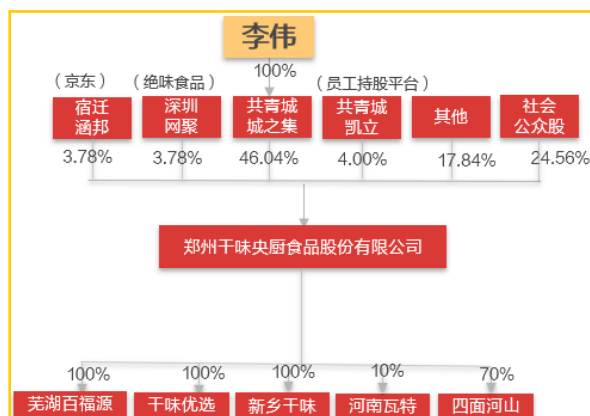 李伟
100%
（京东）
（绝味食品）
（员工持股平台）
宿迁
涵邦
深圳
网聚
共青城
城之集
共青城
凯立
其他
社会
公众股
3.78%
3.78%
46.04%
4.00%
17.84%
24.56%
郑州干味央厨食品股份有限公司
100%
100%
100%
10%
70%
芜湖百福源
干味优选
新乡干味
河南瓦特
四面河山